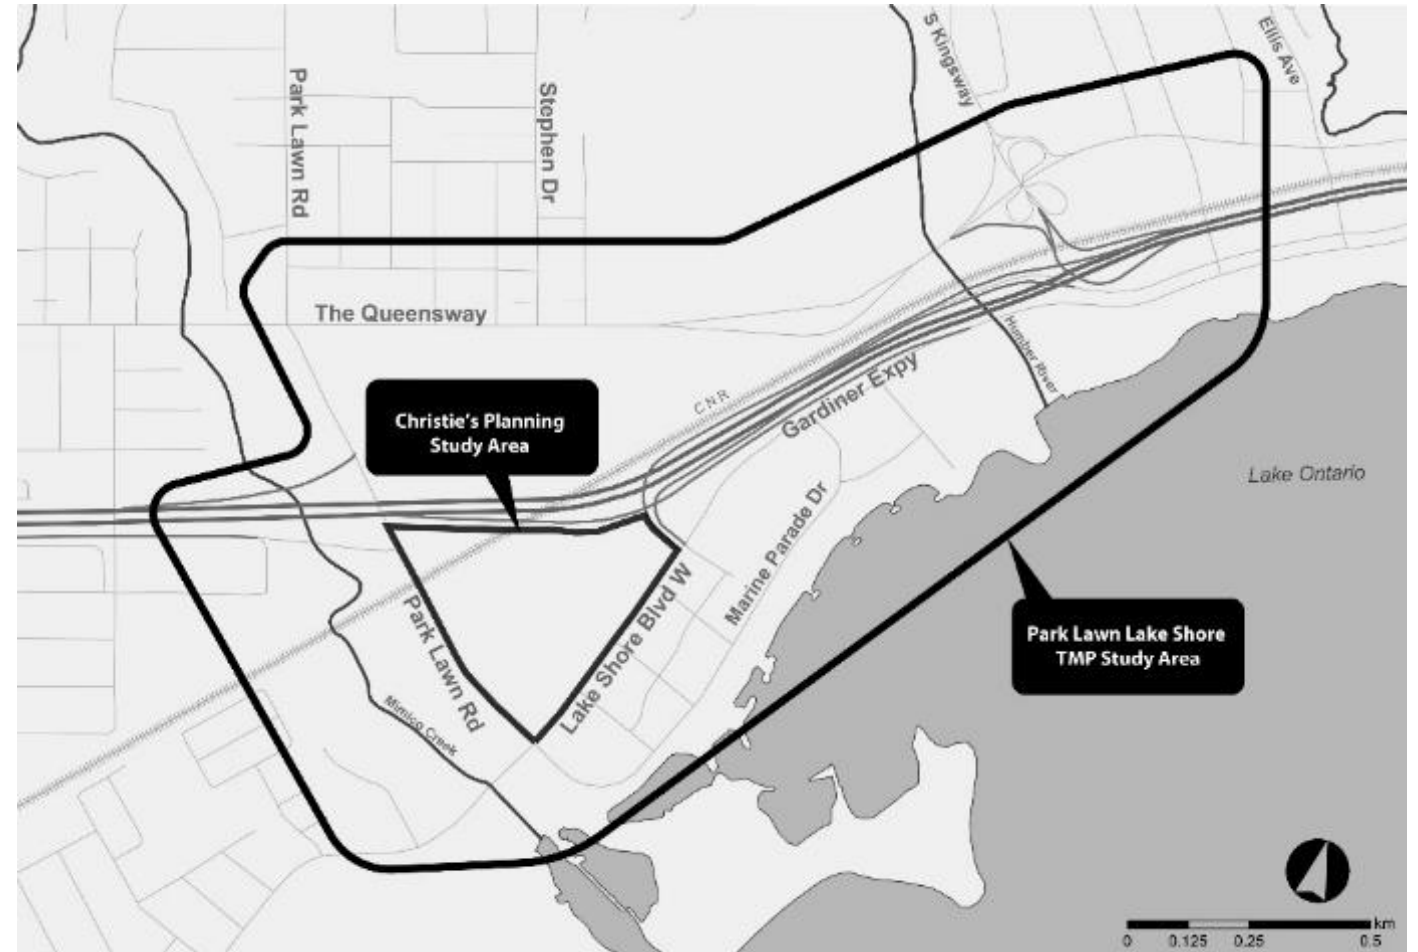 S Kingsway
Ellis Ave
Park Lawn Rd
Stephen Dr
The Queensway
Humber River
CNR
Gardiner Expy
Christie's Planning
Study Area
Lake Ontario
Marine Parade Dr
Park Lawn Rd
Lake Shore Blvd W
Park Lawn Lake Shore
TMP Study Area
Mimico Creek
km
0 0.125 0.25 0.5